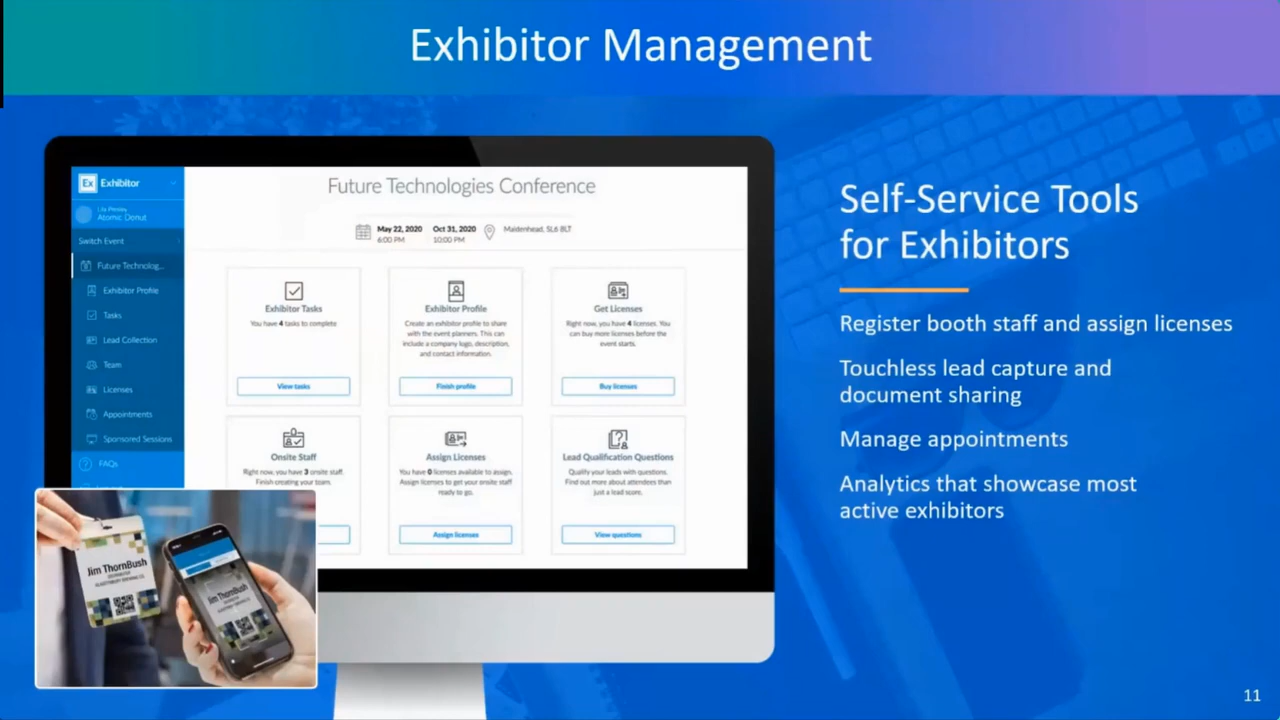 Exhibitor Management
Ex Exhibitor
Atomic Donut
Switch Event
Future Technolog...
Exhibitor Profile
Tasks
Lead Collection
Team
Licenses
Appointments
Sponsored Sessions
FAQs
Future Technologies Conference
May 22, 2020
6:00 PM
Oct 31, 2020
10:00 PM
Maidenhead, SL6 8LT
Exhibitor Tasks
You have 4 tasks to complete
View tasks
Exhibitor Profile
Create an exhibitor profile to share
with the event planners. This can
include a company logo, description,
and contact information.
Finish profile
Get Licenses
Right now, you have 4 licenses. You
can buy more licenses before the
event starts.
Buy licenses
Onsite Staff
Right now, you have 3 onsite staff.
Finish creating your team.
Assign Licenses
You have 0 licenses available to assign.
Assign licenses to get your onsite staff
ready to go.
Assign licenses
Lead Qualification Questions
Qualify your leads with questions.
Find out more about attendees than
just a lead score.
View questions
Jim ThornBush
Jim ThornBush
Self-Service Tools
for Exhibitors
Register booth staff and assign licenses
Touchless lead capture and
document sharing
Manage appointments
Analytics that showcase most
active exhibitors
11